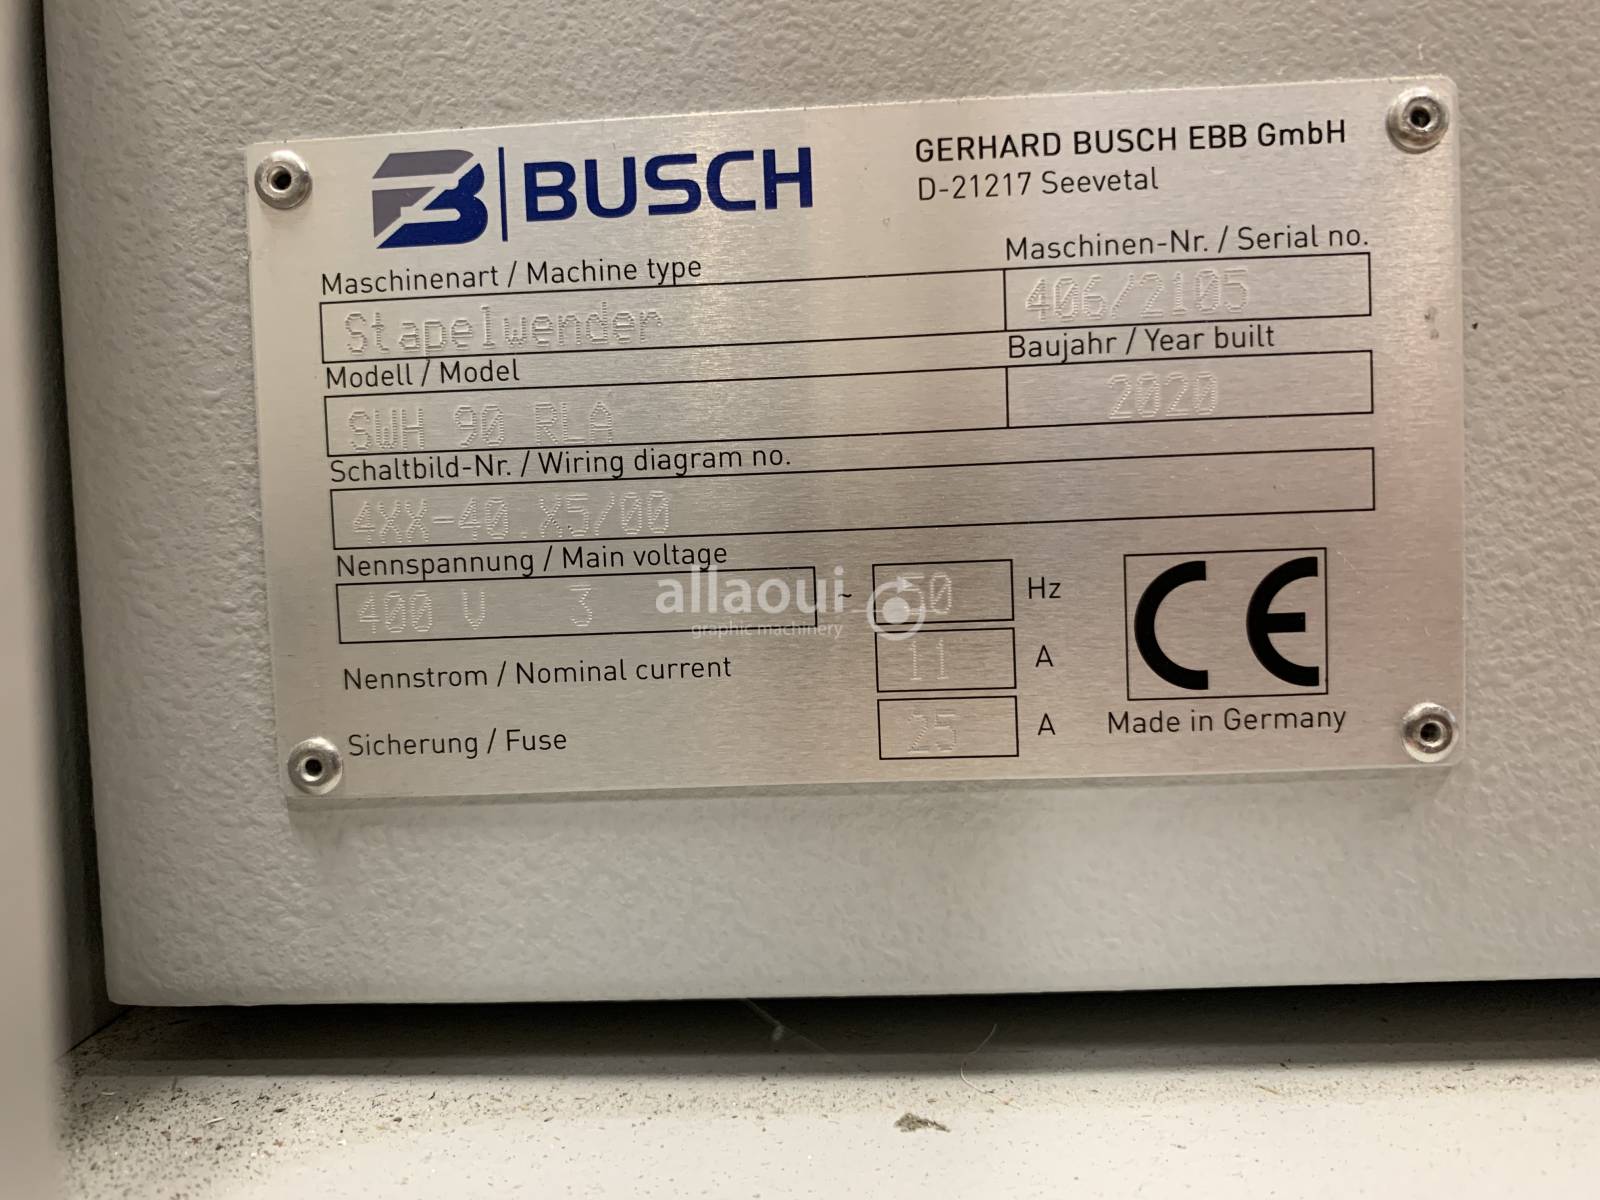 BUSCH
GERHARD BUSCH EBB GmbH
D-21217 Seevetal
Maschinenart / Machine type
Maschinen-Nr. / Serial no.
Stapelwender
406/2105
Modell / Model
Baujahr / Year built
SWH 90 RLA
2020
Schaltbild-Nr. / Wiring diagram no.
4XX-40.X5/00
Nennspannung / Main voltage
400 V 3 ~ 50 Hz
allaoui
graphic machinery
Nennstrom / Nominal current 11 A
CE
Sicherung / Fuse 25 A
Made in Germany